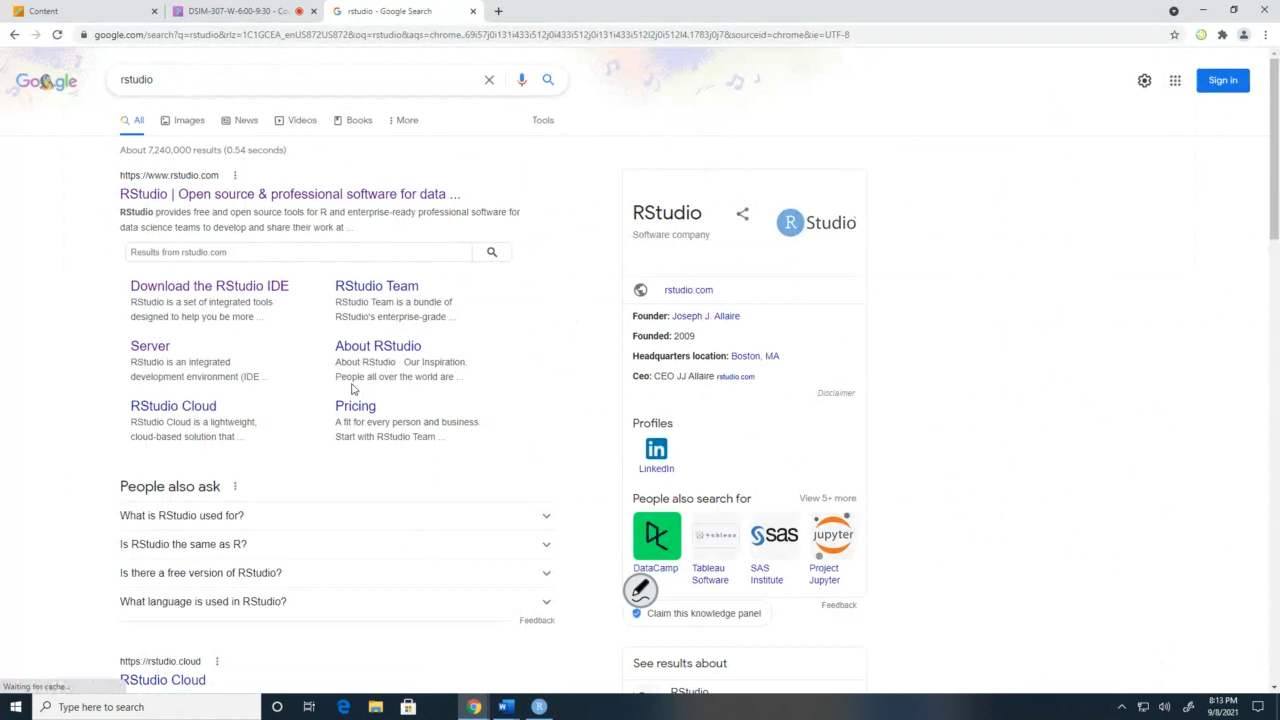 Content
DSIM-307-W-6:00-9:30 - Co
rstudio - Google Search
google.com/search?q=rstudio&rlz=1C1GCEA_enUS872US872&oq=rstudio&aqs=chrome..69i57j0i131i433i512j0i131i433i512j0i512j0i131i433i512l2j0i512l4.1783j0j7&sourceid=chrome&ie=UTF-8
Google
rstudio
Sign in
All
Images
News
Videos
Books
More
Tools
About 7,240,000 results (0.54 seconds)
https://www.rstudio.com
RStudio | Open source & professional software for data ...
RStudio provides free and open source tools for R and enterprise-ready professional software for
data science teams to develop and share their work at ...
Results from rstudio.com
Download the RStudio IDE
RStudio is a set of integrated tools
designed to help you be more ...
RStudio Team
RStudio Team is a bundle of
RStudio's enterprise-grade ...
Server
RStudio is an integrated
development environment (IDE ...
About RStudio
About RStudio · Our Inspiration.
People all over the world are ...
RStudio Cloud
RStudio Cloud is a lightweight,
cloud-based solution that ...
Pricing
A fit for every person and business.
Start with RStudio Team ...
People also ask
What is RStudio used for?
Is RStudio the same as R?
Is there a free version of RStudio?
What language is used in RStudio?
Feedback
https://rstudio.cloud
RStudio Cloud
RStudio
Software company
R Studio
rstudio.com
Founder: Joseph J. Allaire
Founded: 2009
Headquarters location: Boston, MA
Ceo: CEO JJ Allaire rstudio.com
Disclaimer
Profiles
LinkedIn
People also search for
View 5+ more
tableau
sas
jupyter
DataCamp
Tableau
Software
SAS
Institute
Project
Jupyter
Feedback
Claim this knowledge panel
See results about
RStudio
Waiting for cache...
Type here to search
8:13 PM
9/8/2021